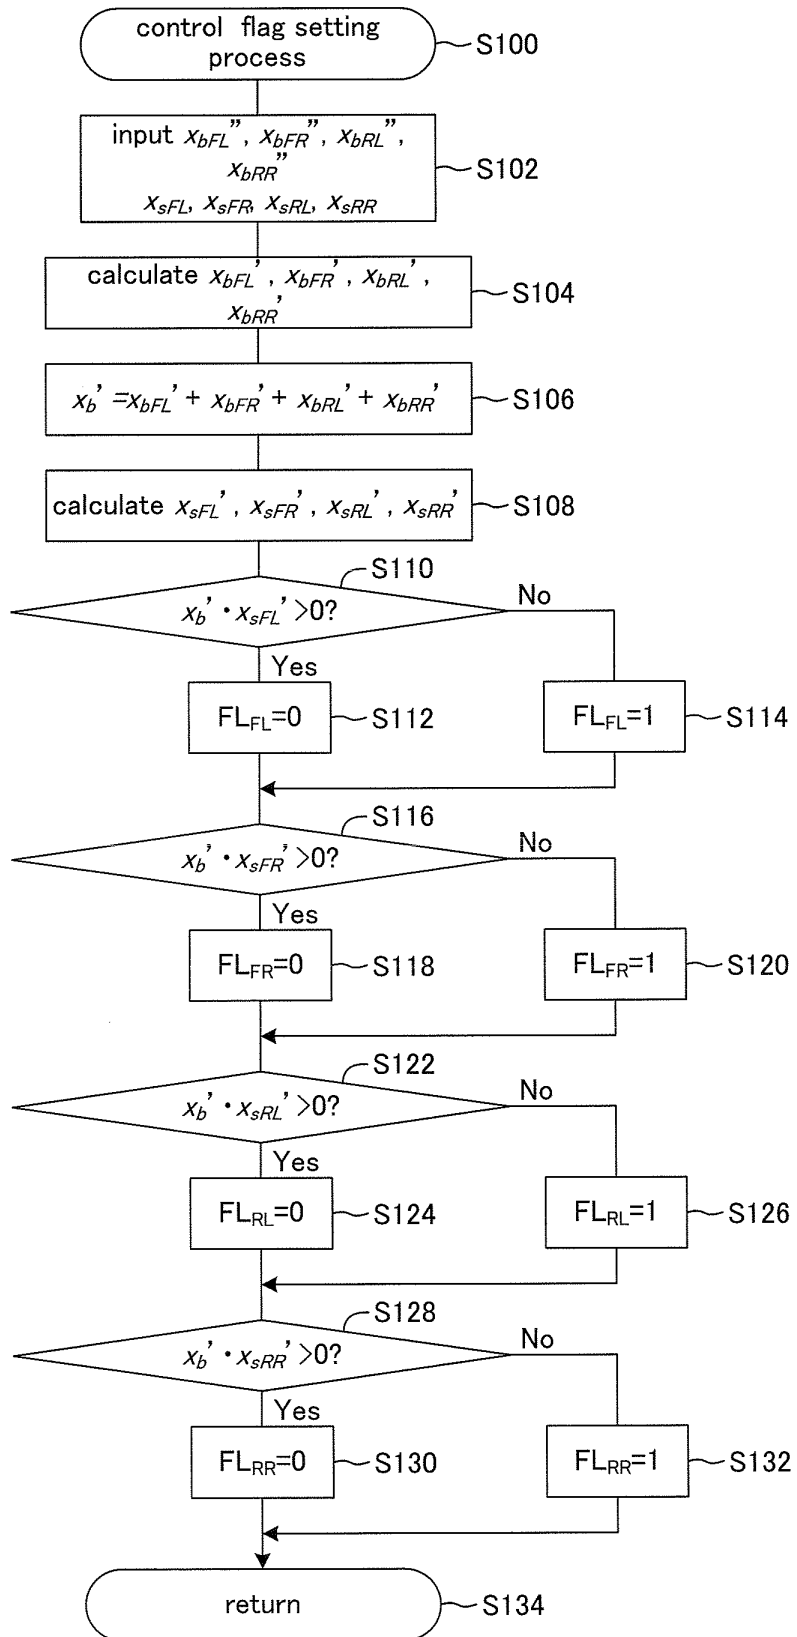 control flag setting
process
S100
input x_bFL'', x_bFR'', x_bRL'',
x_bRR''
x_sFL, x_sFR, x_sRL, x_sRR
S102
calculate x_bFL', x_bFR', x_bRL',
x_bRR'
S104
x_b' =x_bFL' + x_bFR' + x_bRL' + x_bRR'
S106
calculate x_sFL', x_sFR', x_sRL', x_sRR'
S108
S110
x_b'・x_sFL' >0?
No
Yes
FL_FL=0
S112
FL_FL=1
S114
S116
x_b'・x_sFR' >0?
No
Yes
FL_FR=0
S118
FL_FR=1
S120
S122
x_b'・x_sRL' >0?
No
Yes
FL_RL=0
S124
FL_RL=1
S126
S128
x_b'・x_sRR' >0?
No
Yes
FL_RR=0
S130
FL_RR=1
S132
return
S134